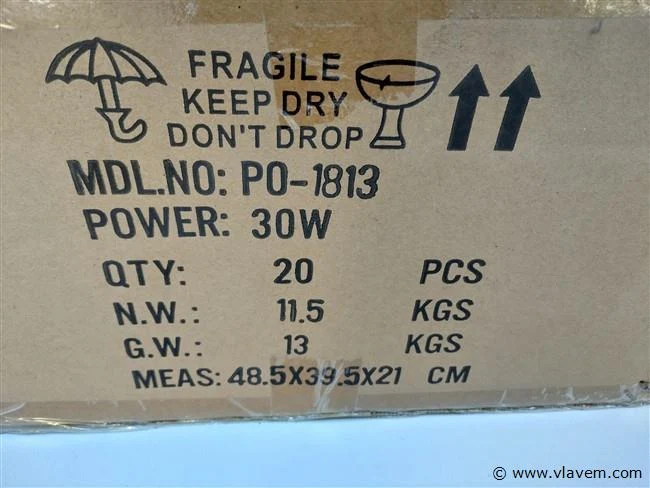 FRAGILE
KEEP DRY
DON'T DROP
MDL.NO: PO-1813
POWER: 30W
QTY: 20 PCS
N.W.: 11.5 KGS
G.W.: 13 KGS
MEAS: 48.5X39.5X21 CM
© www.vlavem.com